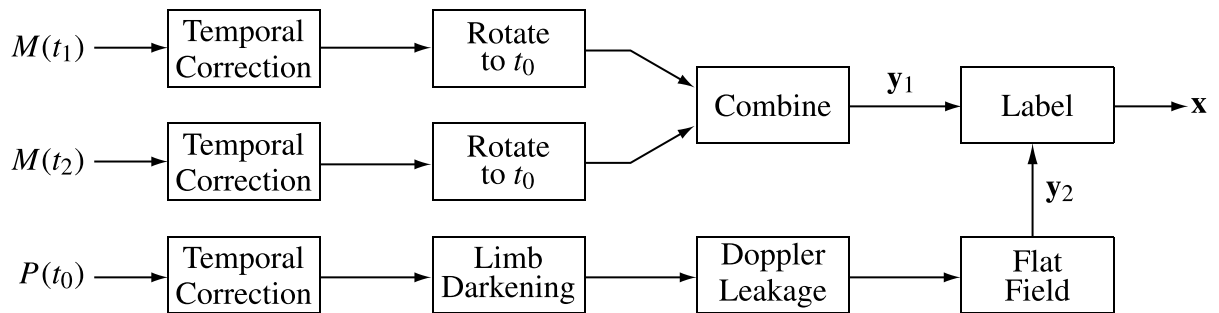 M(t₁)
Temporal
Correction
Rotate
to t₀
Combine
y₁
Label
x
M(t₂)
Temporal
Correction
Rotate
to t₀
y₂
P(t₀)
Temporal
Correction
Limb
Darkening
Doppler
Leakage
Flat
Field